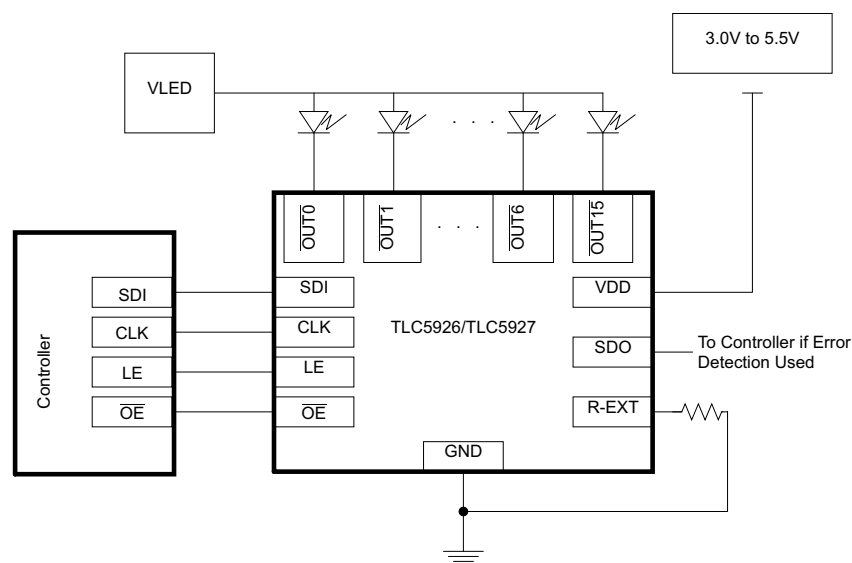 3.0V to 5.5V
VLED
. . .
OUT0
OUT1
. . .
OUT6
OUT15
Controller
SDI
CLK
LE
OE
SDI
CLK
LE
OE
TLC5926/TLC5927
VDD
SDO
R-EXT
To Controller if Error
Detection Used
GND